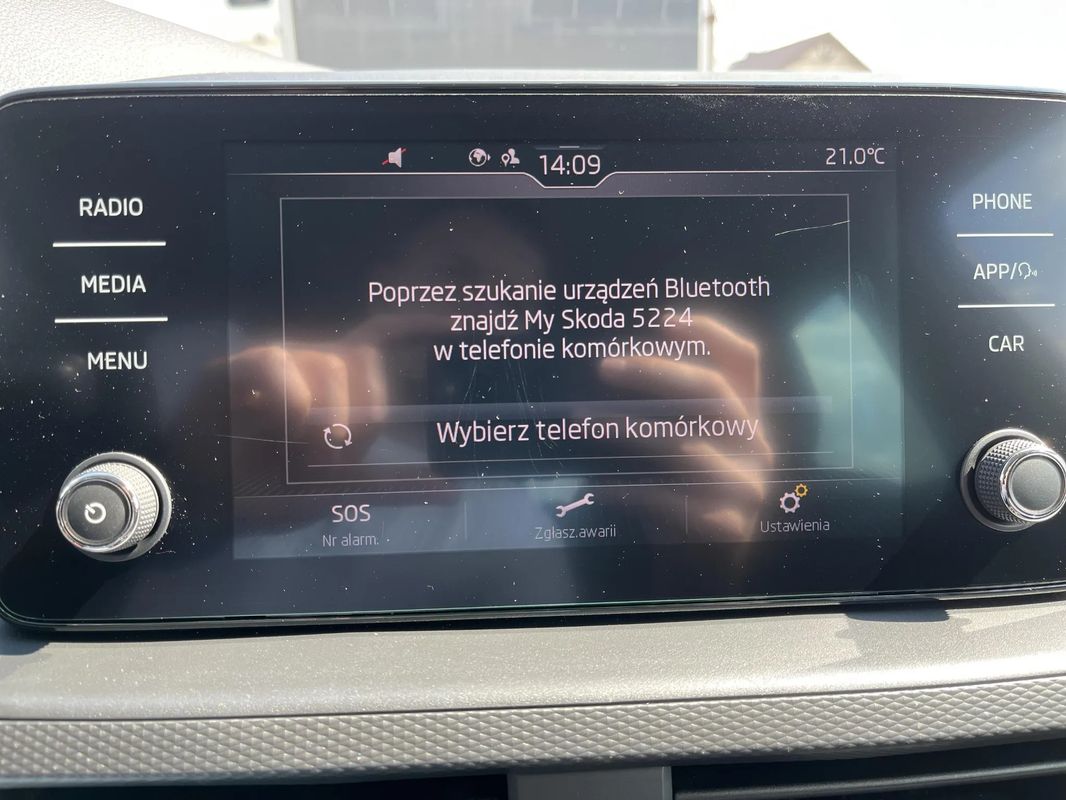 14:09
21.0°C
RADIO
MEDIA
MENU
Poprzez szukanie urządzeń Bluetooth
znajdź My Skoda 5224
w telefonie komórkowym.
Wybierz telefon komórkowy
SOS
Nr alarm.
Zgłasz.awarii
Ustawienia
PHONE
APP/
CAR